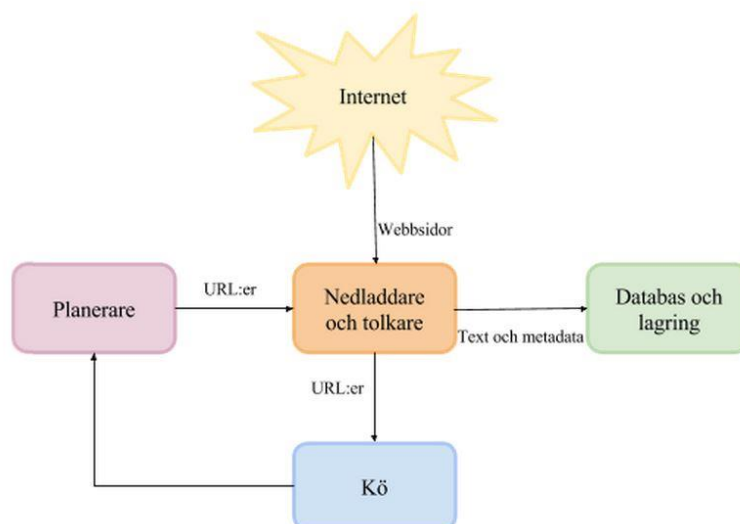 Internet
Webbsidor
Planerare
URL:er
Nedladdare
och tolkare
Text och metadata
Databas och
lagring
URL:er
Kö